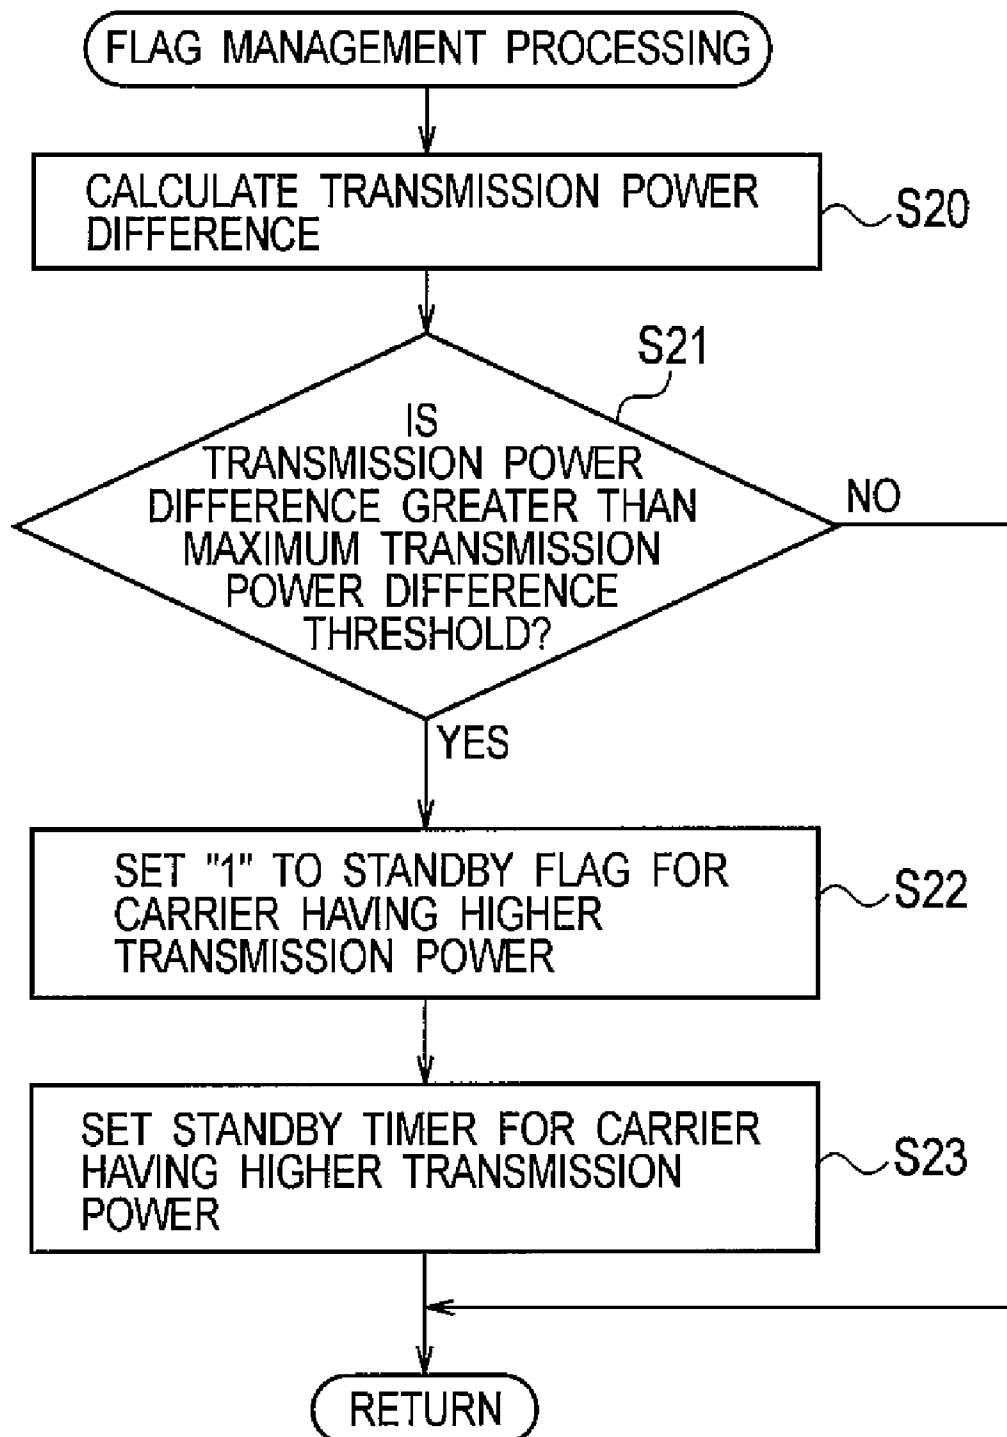 FLAG MANAGEMENT PROCESSING
CALCULATE TRANSMISSION POWER
DIFFERENCE
S20
S21
IS
TRANSMISSION POWER
DIFFERENCE GREATER THAN
MAXIMUM TRANSMISSION
POWER DIFFERENCE
THRESHOLD?
NO
YES
SET "1" TO STANDBY FLAG FOR
CARRIER HAVING HIGHER
TRANSMISSION POWER
S22
SET STANDBY TIMER FOR CARRIER
HAVING HIGHER TRANSMISSION
POWER
S23
RETURN